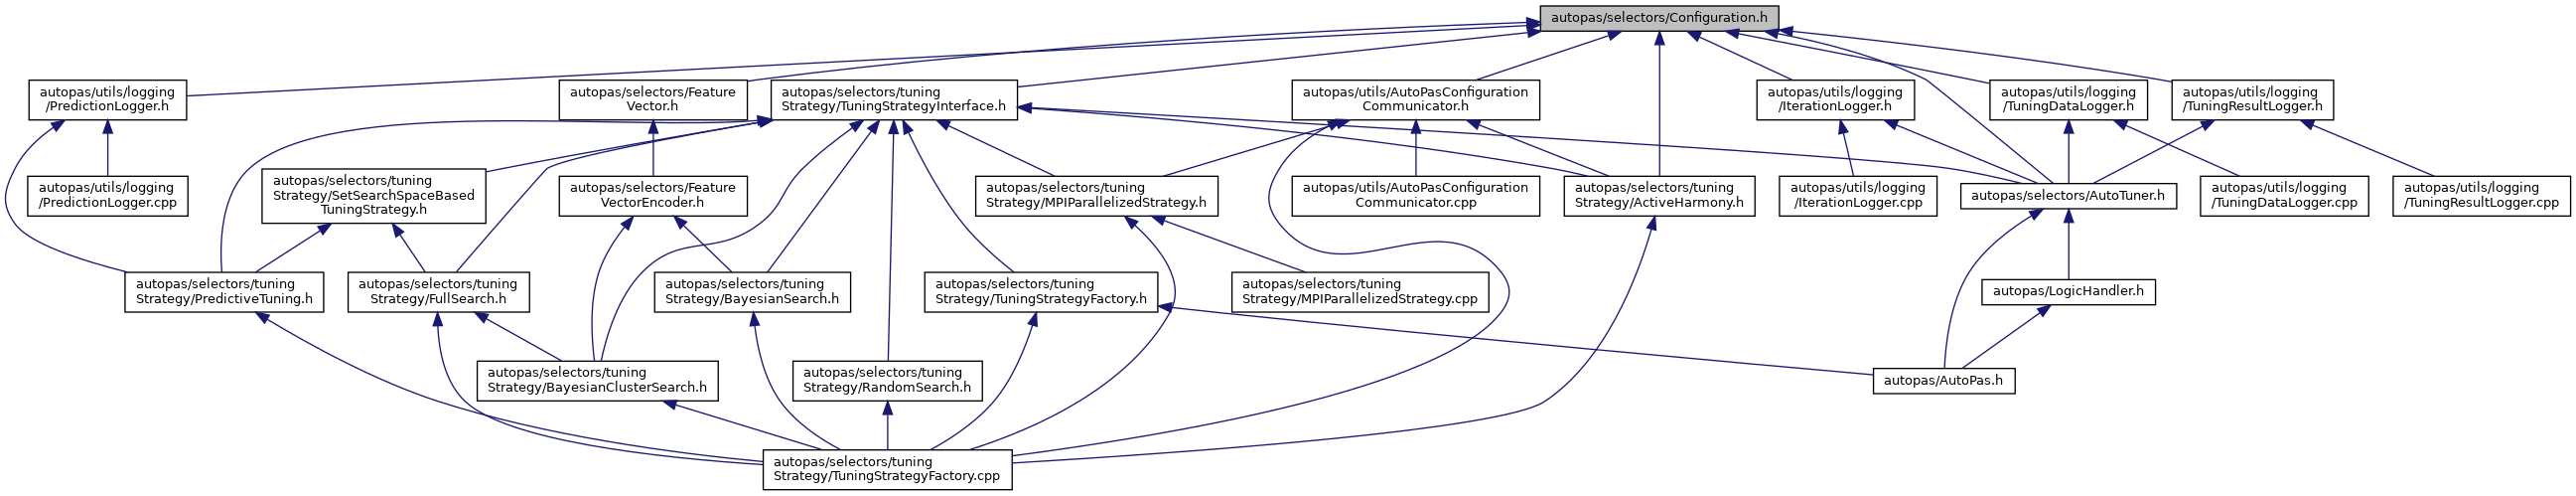 autopas/selectors/Configuration.h
autopas/utils/logging
/PredictionLogger.h
autopas/selectors/Feature
Vector.h
autopas/selectors/tuning
Strategy/TuningStrategyInterface.h
autopas/utils/AutoPasConfiguration
Communicator.h
autopas/utils/logging
/IterationLogger.h
autopas/utils/logging
/TuningDataLogger.h
autopas/utils/logging
/TuningResultLogger.h
autopas/utils/logging
/PredictionLogger.cpp
autopas/selectors/tuning
Strategy/SetSearchSpaceBased
TuningStrategy.h
autopas/selectors/Feature
VectorEncoder.h
autopas/selectors/tuning
Strategy/MPIParallelizedStrategy.h
autopas/utils/AutoPasConfiguration
Communicator.cpp
autopas/selectors/tuning
Strategy/ActiveHarmony.h
autopas/utils/logging
/IterationLogger.cpp
autopas/selectors/AutoTuner.h
autopas/utils/logging
/TuningDataLogger.cpp
autopas/utils/logging
/TuningResultLogger.cpp
autopas/selectors/tuning
Strategy/PredictiveTuning.h
autopas/selectors/tuning
Strategy/FullSearch.h
autopas/selectors/tuning
Strategy/BayesianSearch.h
autopas/selectors/tuning
Strategy/TuningStrategyFactory.h
autopas/selectors/tuning
Strategy/MPIParallelizedStrategy.cpp
autopas/LogicHandler.h
autopas/selectors/tuning
Strategy/BayesianClusterSearch.h
autopas/selectors/tuning
Strategy/RandomSearch.h
autopas/AutoPas.h
autopas/selectors/tuning
Strategy/TuningStrategyFactory.cpp